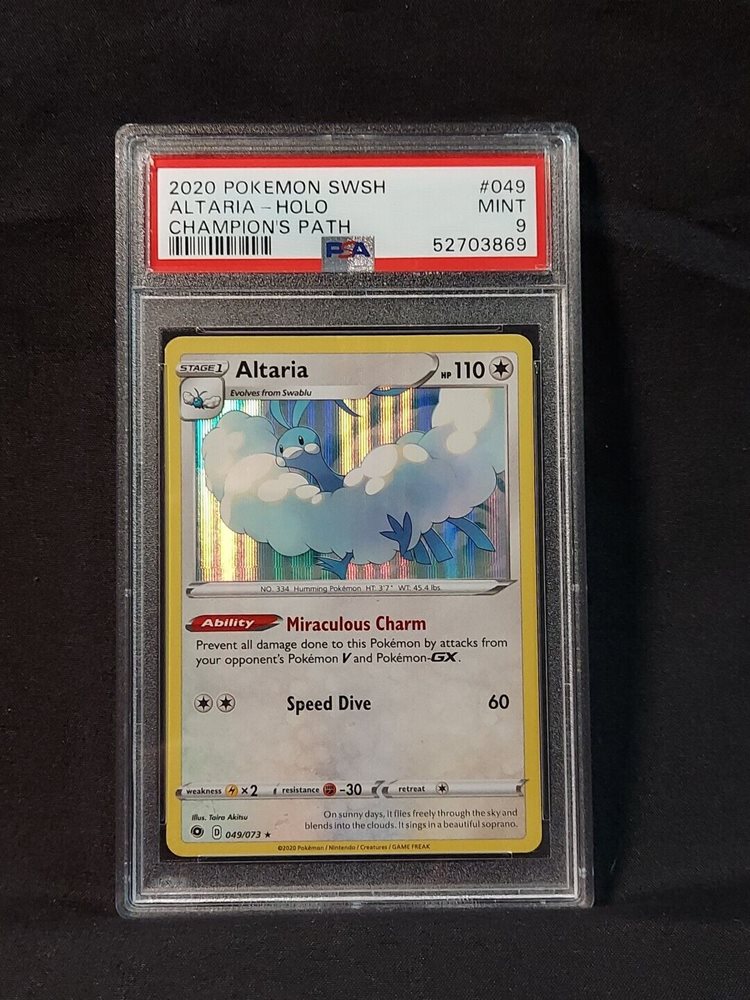 2020 POKEMON SWSH #049
ALTARIA - HOLO MINT
CHAMPION'S PATH 9
PSA 52703869
STAGE 1 Altaria HP 110
Evolves from Swablu
NO. 334 Humming Pokémon HT: 3'7" WT: 45.4 lbs.
Ability Miraculous Charm
Prevent all damage done to this Pokémon by attacks from
your opponent's Pokémon V and Pokémon-GX.
Speed Dive 60
weakness ×2 resistance -30 retreat
Illus. Taira Akitsu
On sunny days, it flies freely through the sky and
blends into the clouds. It sings in a beautiful soprano.
D 049/073 ★
©2020 Pokémon / Nintendo / Creatures / GAME FREAK